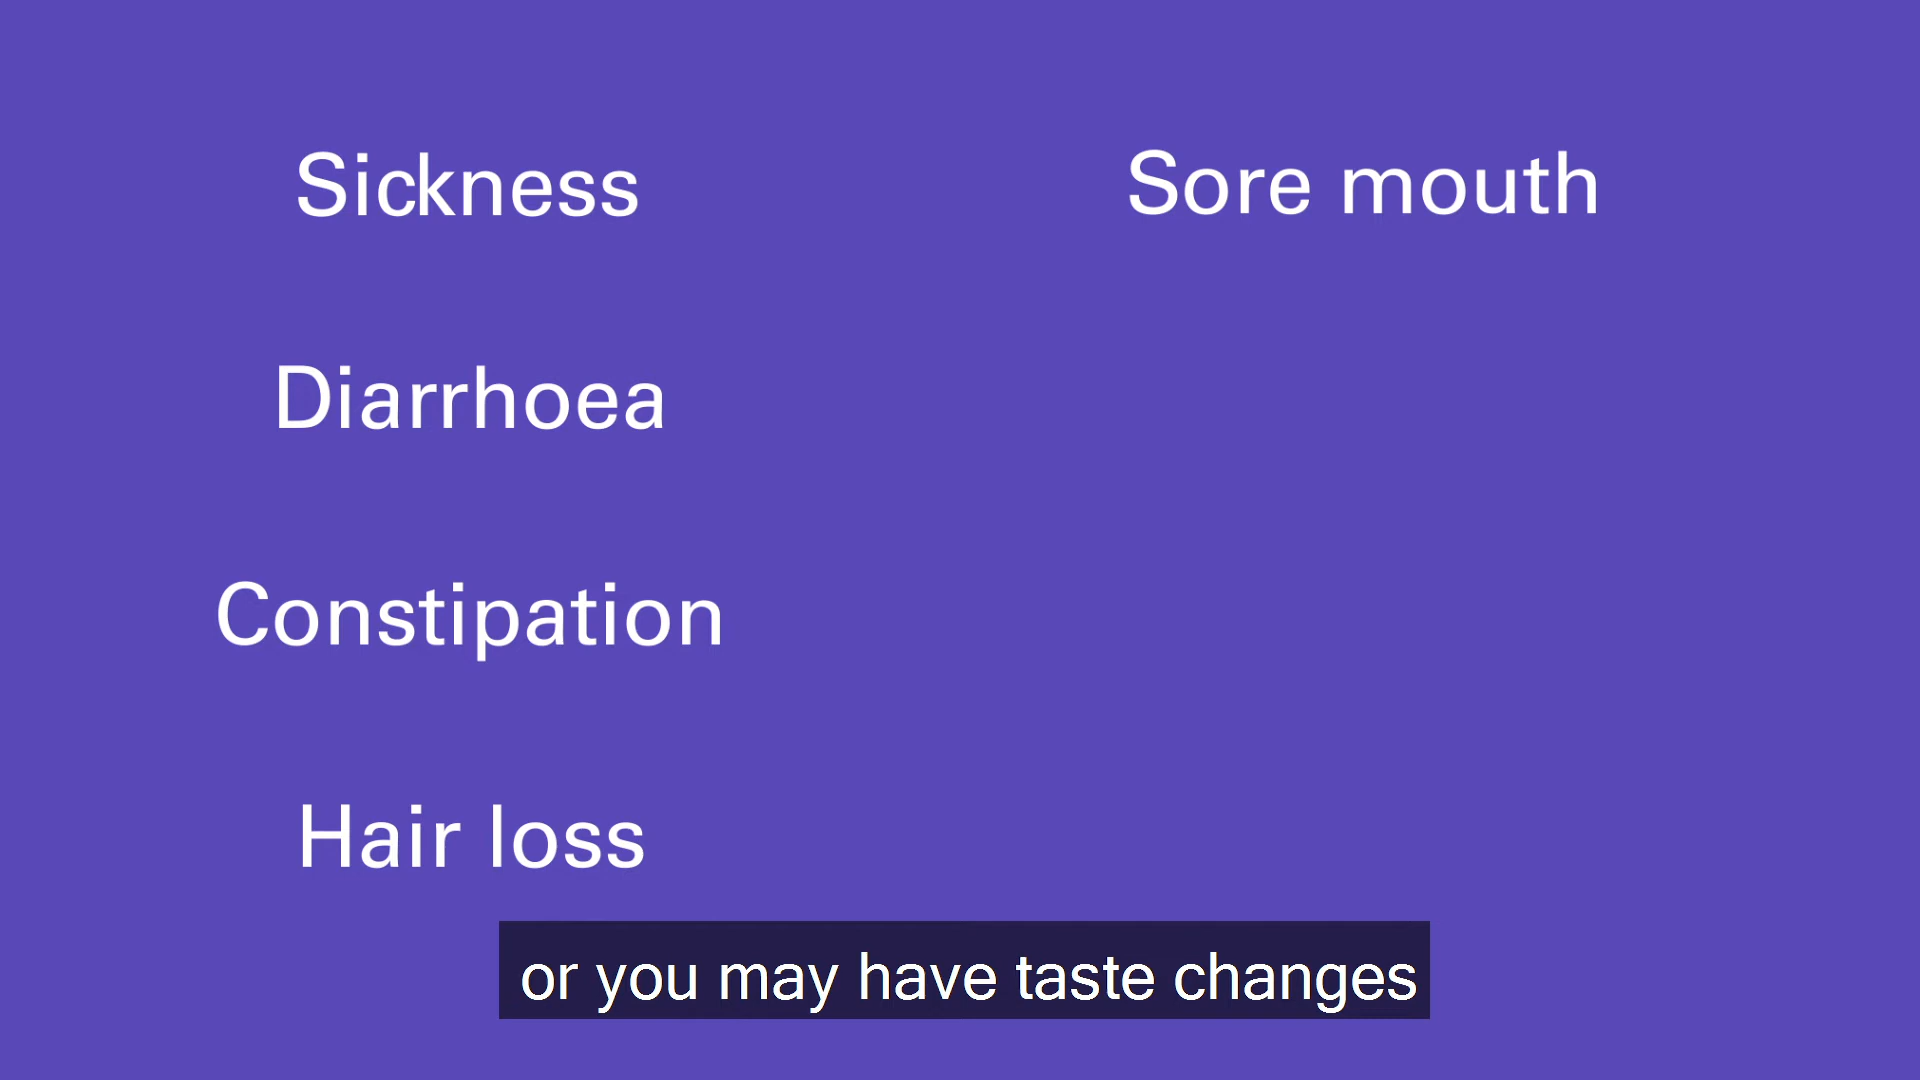 Sickness
Diarrhoea
Constipation
Hair loss
Sore mouth
or you may have taste changes